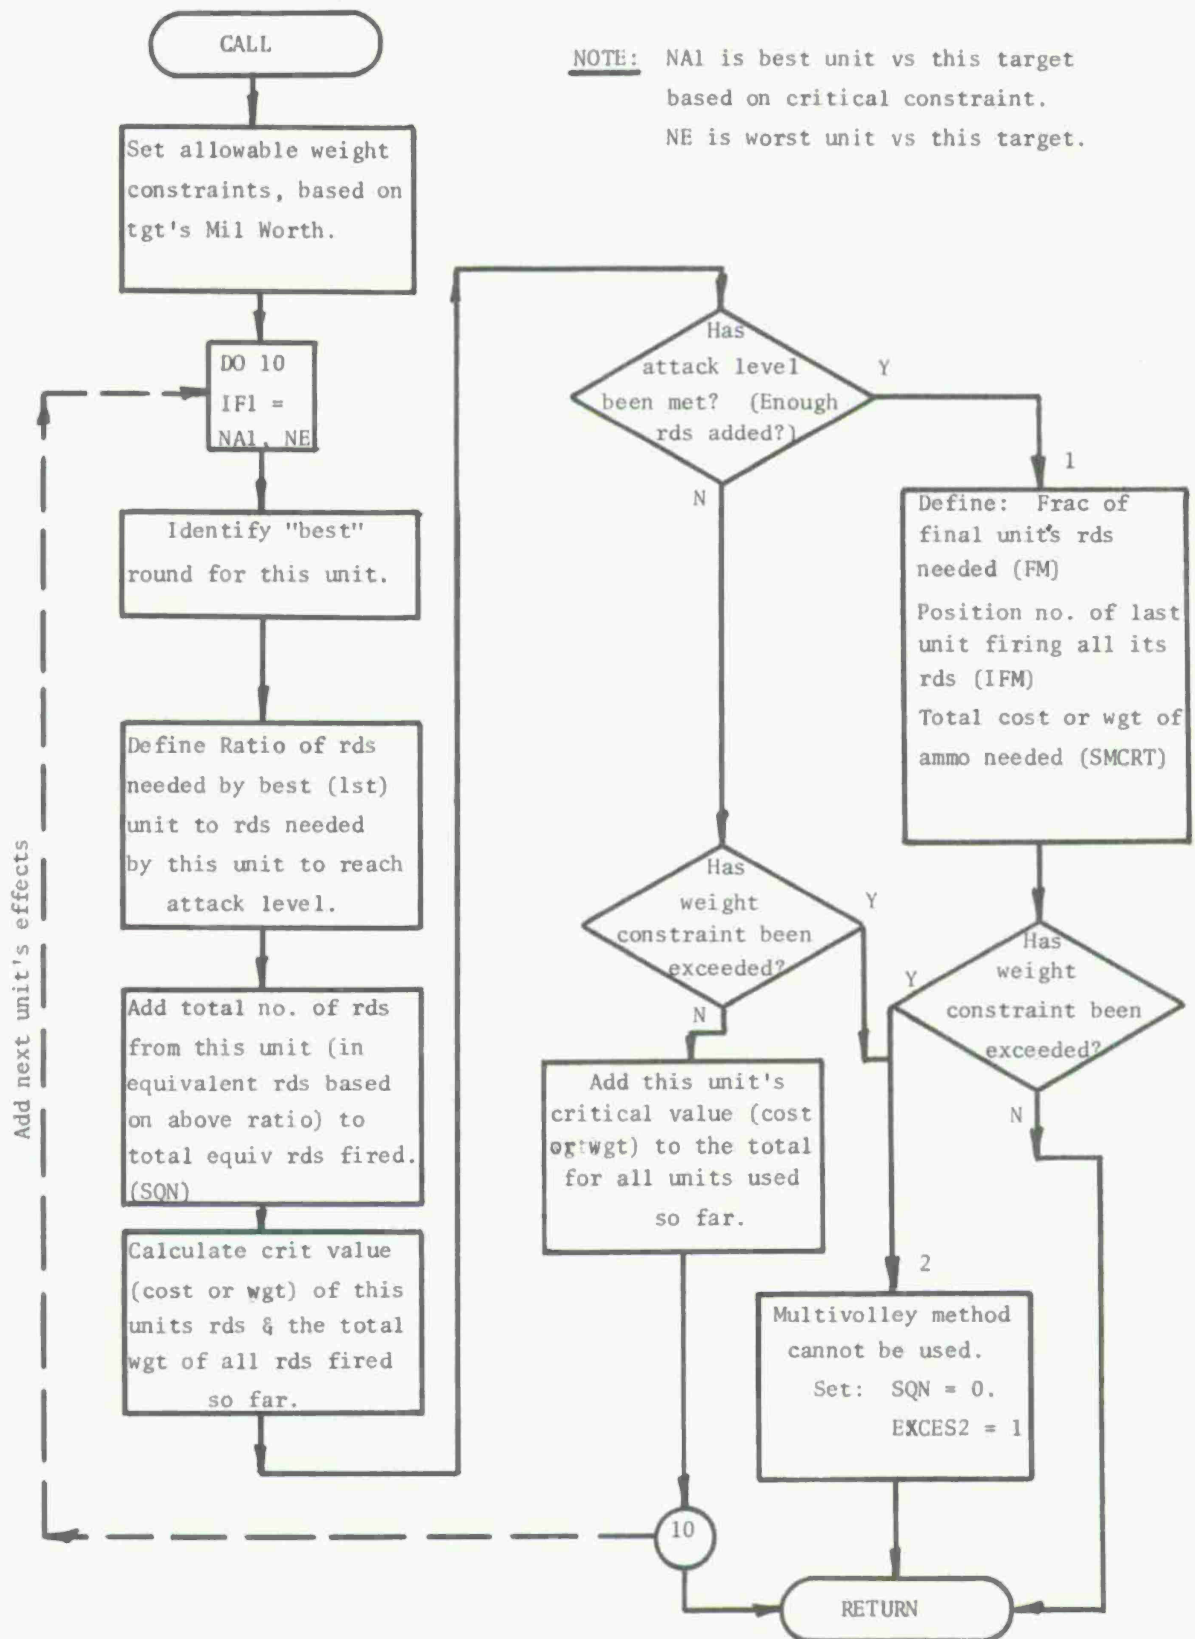 CALL
NOTE: NA1 is best unit vs this target
based on critical constraint.
NE is worst unit vs this target.
Set allowable weight
constraints, based on
tgt's Mil Worth.
DO 10
IF1 =
NA1, NE
Identify "best"
round for this unit.
Define Ratio of rds
needed by best (1st)
unit to rds needed
by this unit to reach
attack level.
Add total no. of rds
from this unit (in
equivalent rds based
on above ratio) to
total equiv rds fired.
(SQN)
Calculate crit value
(cost or wgt) of this
units rds & the total
wgt of all rds fired
so far.
Add next unit's effects
Has
attack level
been met? (Enough
rds added?)
Y
N
1
Define: Frac of
final unit's rds
needed (FM)
Position no. of last
unit firing all its
rds (IFM)
Total cost or wgt of
ammo needed (SMCRT)
Has
weight
constraint been
exceeded?
Y
N
Has
weight
constraint been
exceeded?
Y
N
Add this unit's
critical value (cost
or wgt) to the total
for all units used
so far.
2
Multivolley method
cannot be used.
Set: SQN = 0.
EXCES2 = 1
10
RETURN